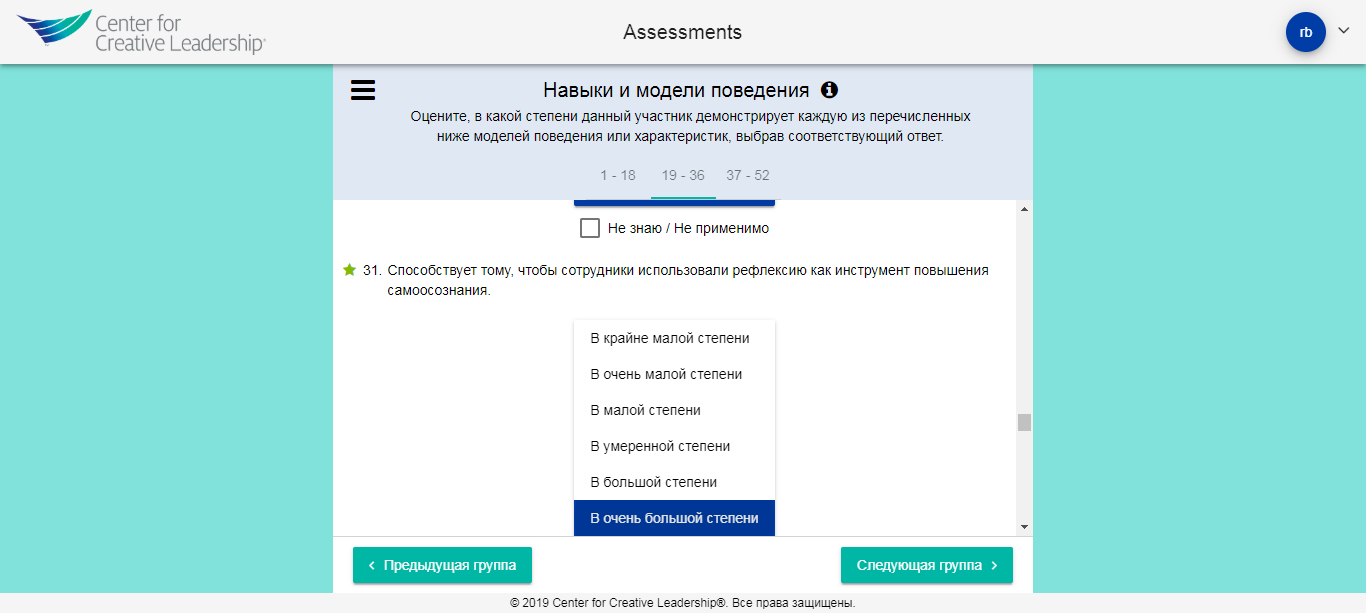 Center for
Creative Leadership®
Assessments
rb
Навыки и модели поведения
Оцените, в какой степени данный участник демонстрирует каждую из перечисленных
ниже моделей поведения или характеристик, выбрав соответствующий ответ.
1 - 18 19 - 36 37 - 52
Не знаю / Не применимо
31. Способствует тому, чтобы сотрудники использовали рефлексию как инструмент повышения
самоосознания.
В крайне малой степени
В очень малой степени
В малой степени
В умеренной степени
В большой степени
В очень большой степени
Предыдущая группа
Следующая группа
© 2019 Center for Creative Leadership®. Все права защищены.